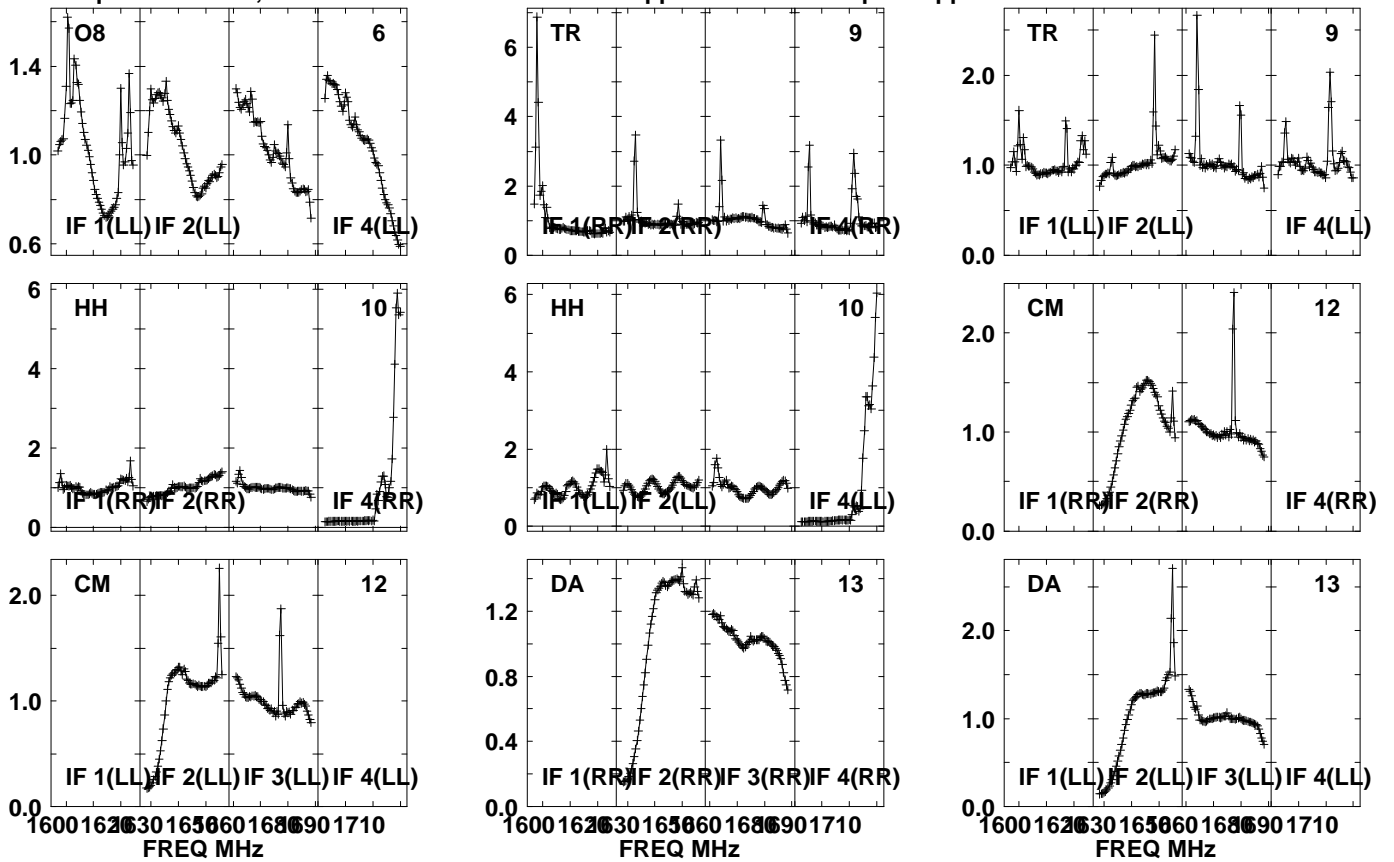 O8 6
1.4
1.0
0.6
IF 1(LL) IF 2(LL) IF 4(LL)
TR 9
6
4
2
0
IF 1(RR) IF 2(RR) IF 4(RR)
TR 9
2.0
1.0
0.0
IF 1(LL) IF 2(LL) IF 4(LL)
HH 10
6
4
2
0
IF 1(RR) IF 2(RR) IF 4(RR)
HH 10
6
4
2
0
IF 1(LL) IF 2(LL) IF 4(LL)
CM 12
2.0
1.0
0.0
IF 1(RR) IF 2(RR) IF 4(RR)
CM 12
2.0
1.0
0.0
IF 1(LL) IF 2(LL) IF 3(LL) IF 4(LL)
DA 13
1.2
0.8
0.4
0.0
IF 1(RR) IF 2(RR) IF 3(RR) IF 4(RR)
DA 13
2.0
1.0
0.0
IF 1(LL) IF 2(LL) IF 3(LL) IF 4(LL)
1600 1620 1630 1650 1660 1680 1690 1710
FREQ MHz
1600 1620 1630 1650 1660 1680 1690 1710
FREQ MHz
1600 1620 1630 1650 1660 1680 1690 1710
FREQ MHz